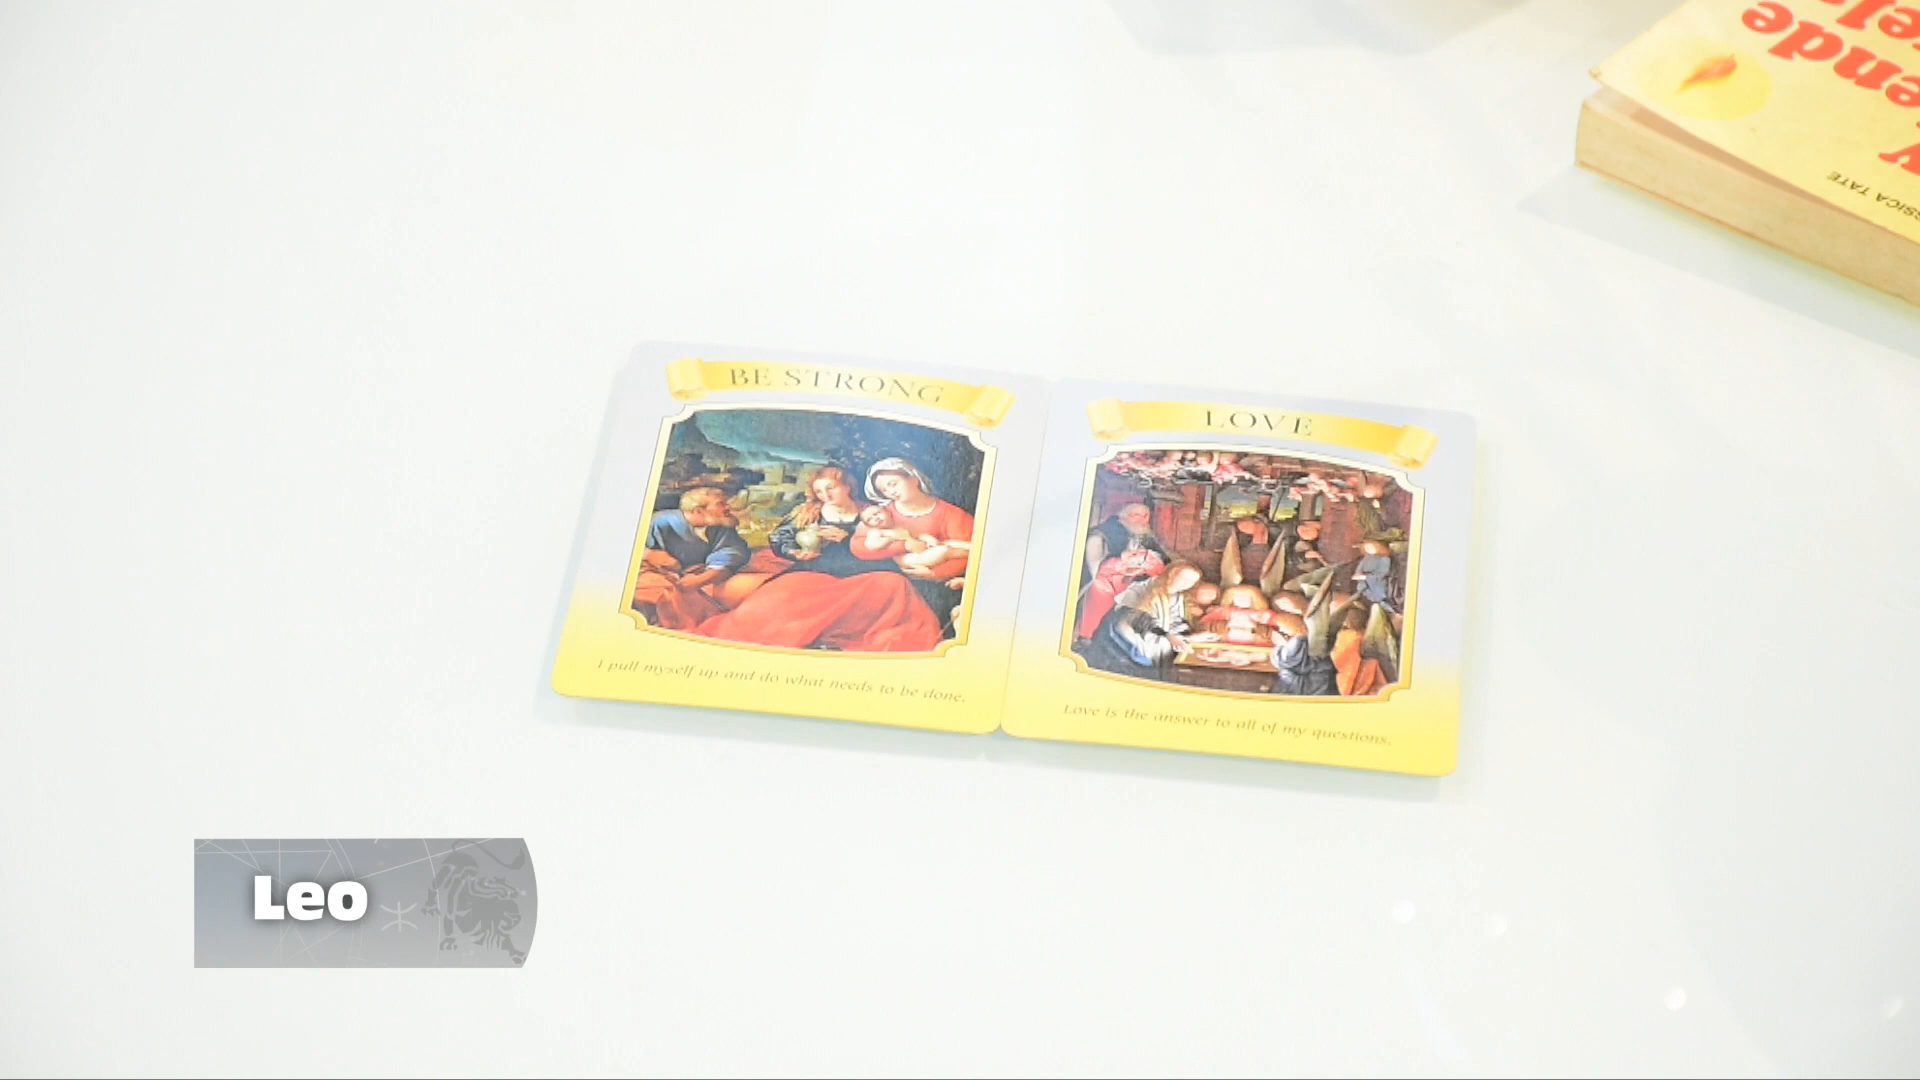 BE STRONG
I pull myself up and do what needs to be done.
LOVE
Love is the answer to all of my questions.
Leo
TATE